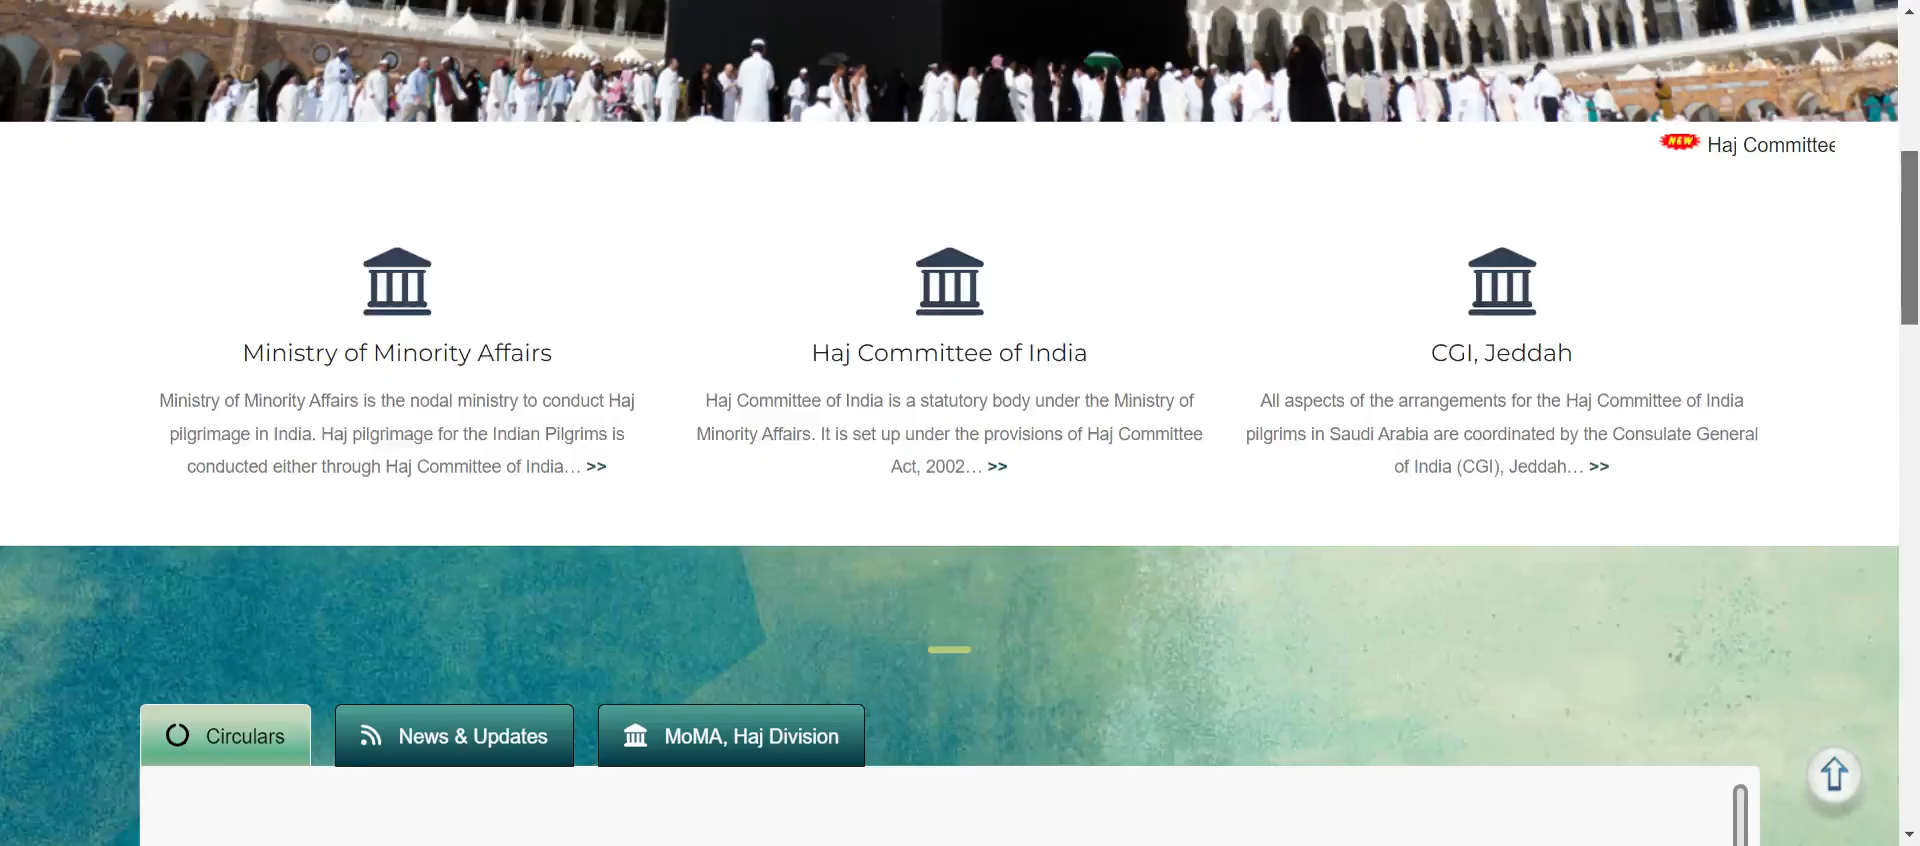 NEW Haj Committee
Ministry of Minority Affairs
Ministry of Minority Affairs is the nodal ministry to conduct Haj
pilgrimage in India. Haj pilgrimage for the Indian Pilgrims is
conducted either through Haj Committee of India... >>
Haj Committee of India
Haj Committee of India is a statutory body under the Ministry of
Minority Affairs. It is set up under the provisions of Haj Committee
Act, 2002... >>
CGI, Jeddah
All aspects of the arrangements for the Haj Committee of India
pilgrims in Saudi Arabia are coordinated by the Consulate General
of India (CGI), Jeddah... >>
Circulars
News & Updates
MoMA, Haj Division